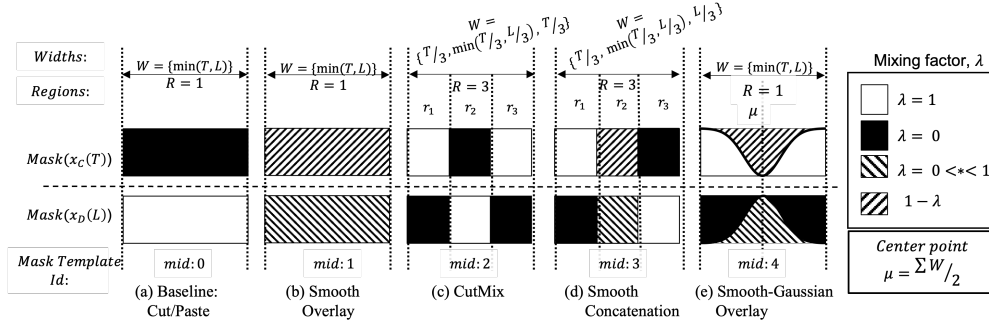 W = W =
{T/3, min(T/3, L/3), T/3} {T/3, min(T/3, L/3), L/3}
Widths: W = {min(T, L)} W = {min(T, L)} W = {min(T, L)}
Regions: R = 1 R = 1 R = 3 R = 3 R = 1
r1 r2 r3 r1 r2 r3 μ
Mask(xC(T))
Mask(xD(L))
Mask Template
Id: mid: 0 mid: 1 mid: 2 mid: 3 mid: 4
(a) Baseline:
Cut/Paste
(b) Smooth
Overlay
(c) CutMix
(d) Smooth
Concatenation
(e) Smooth-Gaussian
Overlay
Mixing factor, λ
λ = 1
λ = 0
λ = 0 <*< 1
1 − λ
Center point
μ = ΣW/2